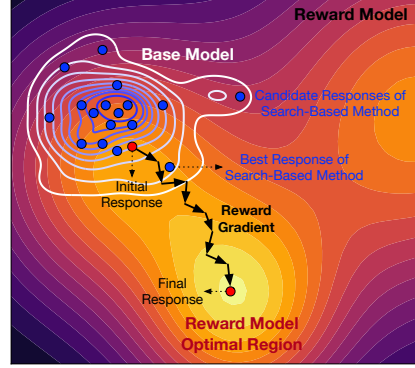 Reward Model
Base Model
Candidate Responses of
Search-Based Method
Best Response of
Search-Based Method
Initial
Response
Reward
Gradient
Final
Response
Reward Model
Optimal Region